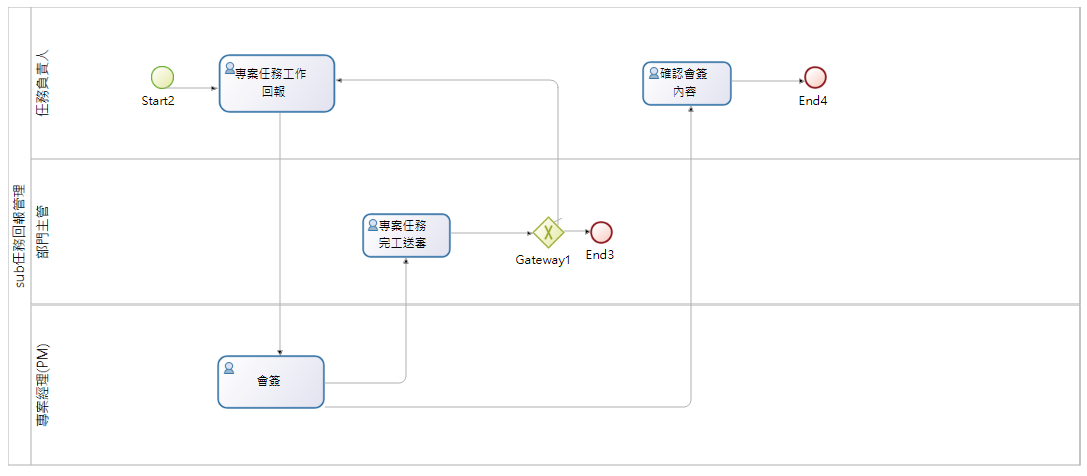 sub任務回報管理
任務負責人
Start2
專案任務工作
回報
確認會簽
內容
End4
部門主管
專案任務
完工送審
Gateway1
End3
專案經理(PM)
會簽